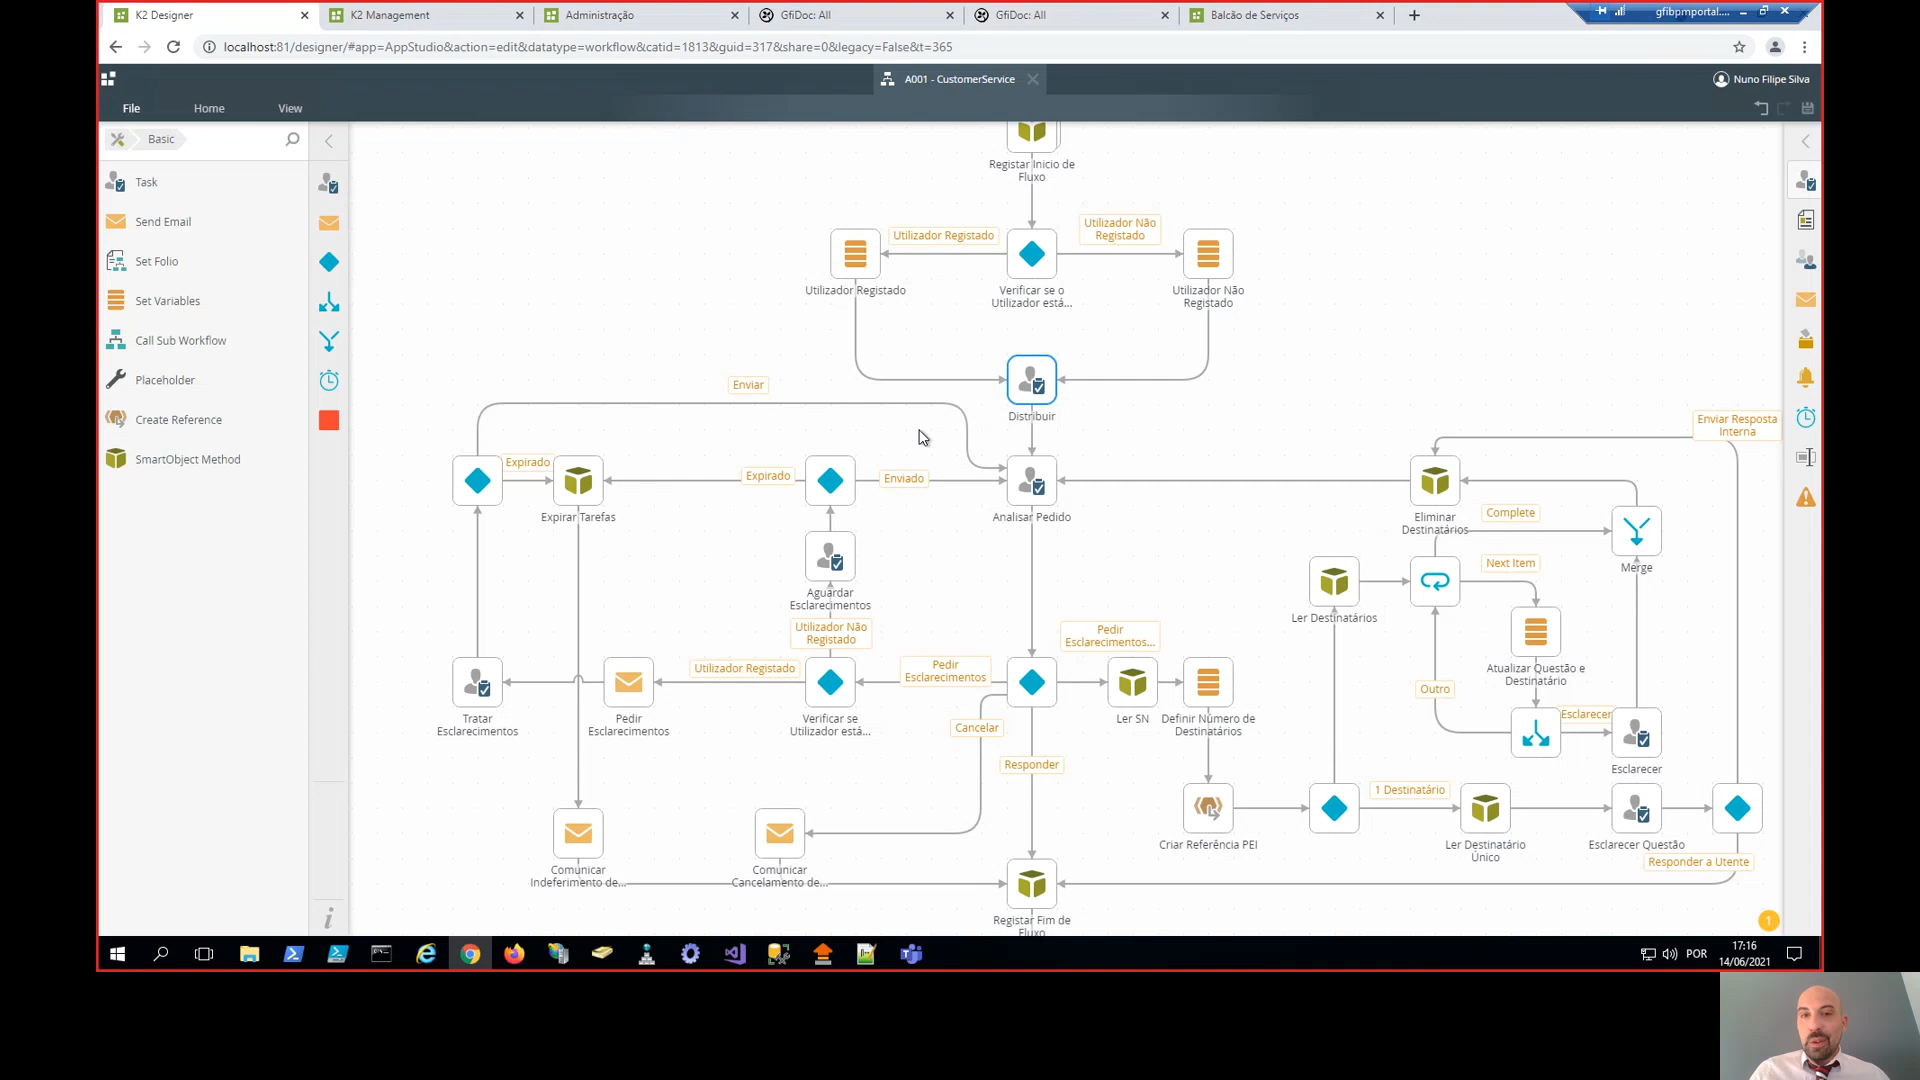 K2 Designer
K2 Management
Administração
GfiDoc: All
GfiDoc: All
Balcão de Serviços
gfibpmportal....
localhost:81/designer/#app=AppStudio&action=edit&datatype=workflow&catid=1813&guid=317&share=0&legacy=False&t=365
A001 - CustomerService
Nuno Filipe Silva
File
Home
View
Basic
Task
Send Email
Set Folio
Set Variables
Call Sub Workflow
Placeholder
Create Reference
SmartObject Method
Registar Inicio de
Fluxo
Utilizador Registado
Utilizador Não
Registado
Utilizador Registado
Verificar se o
Utilizador está...
Utilizador Não
Registado
Enviar
Distribuir
Enviar Resposta
Interna
Expirado
Expirado
Enviado
Expirar Tarefas
Analisar Pedido
Eliminar
Destinatários
Complete
Merge
Next Item
Aguardar
Esclarecimentos
Ler Destinatários
Utilizador Não
Registado
Pedir
Esclarecimentos...
Atualizar Questão e
Destinatário
Utilizador Registado
Pedir
Esclarecimentos
Outro
Esclarecer
Tratar
Esclarecimentos
Pedir
Esclarecimentos
Verificar se
Utilizador está...
Cancelar
Ler SN
Definir Número de
Destinatários
Responder
Esclarecer
1 Destinatário
Criar Referência PEI
Ler Destinatário
Único
Esclarecer Questão
Responder a Utente
Comunicar
Indeferimento de...
Comunicar
Cancelamento de...
Registar Fim de
Fluxo
1
POR
17:16
14/06/2021